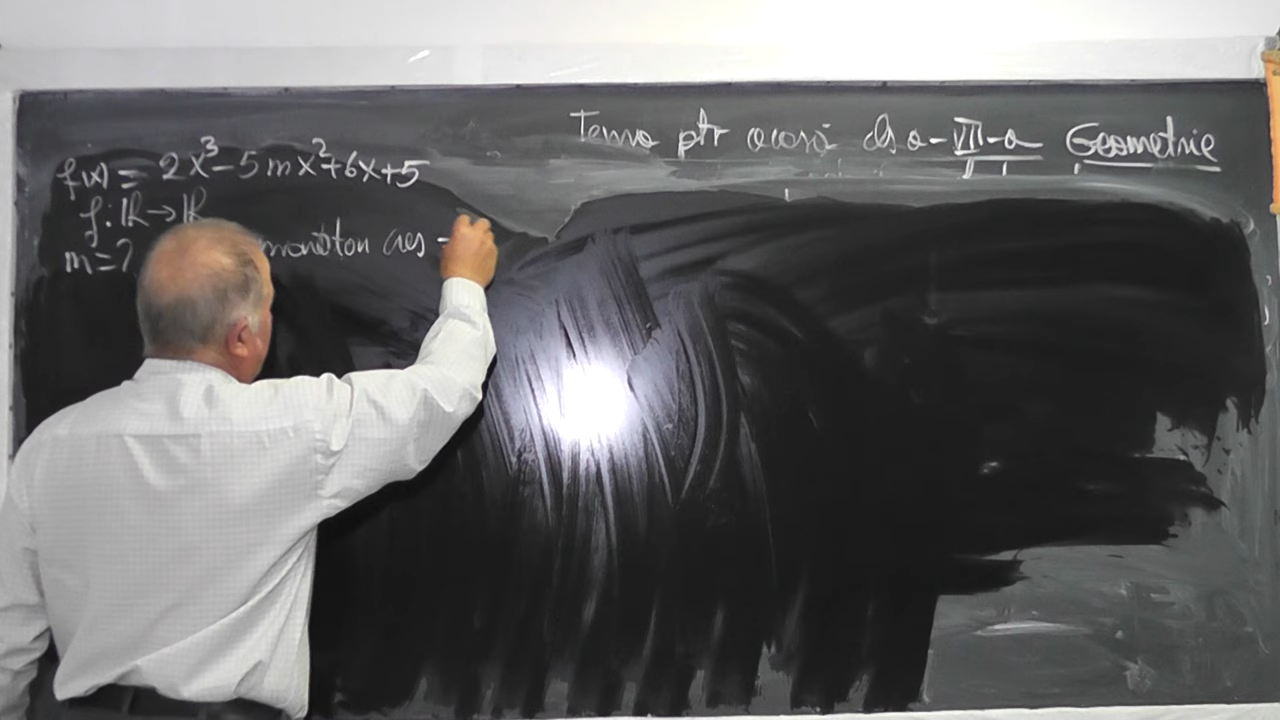 Tema ptr acasă cls a-VII-a Geometrie
f(x) = 2x³-5mx²+6x+5
f: ℝ→ℝ
m=? monoton cres -